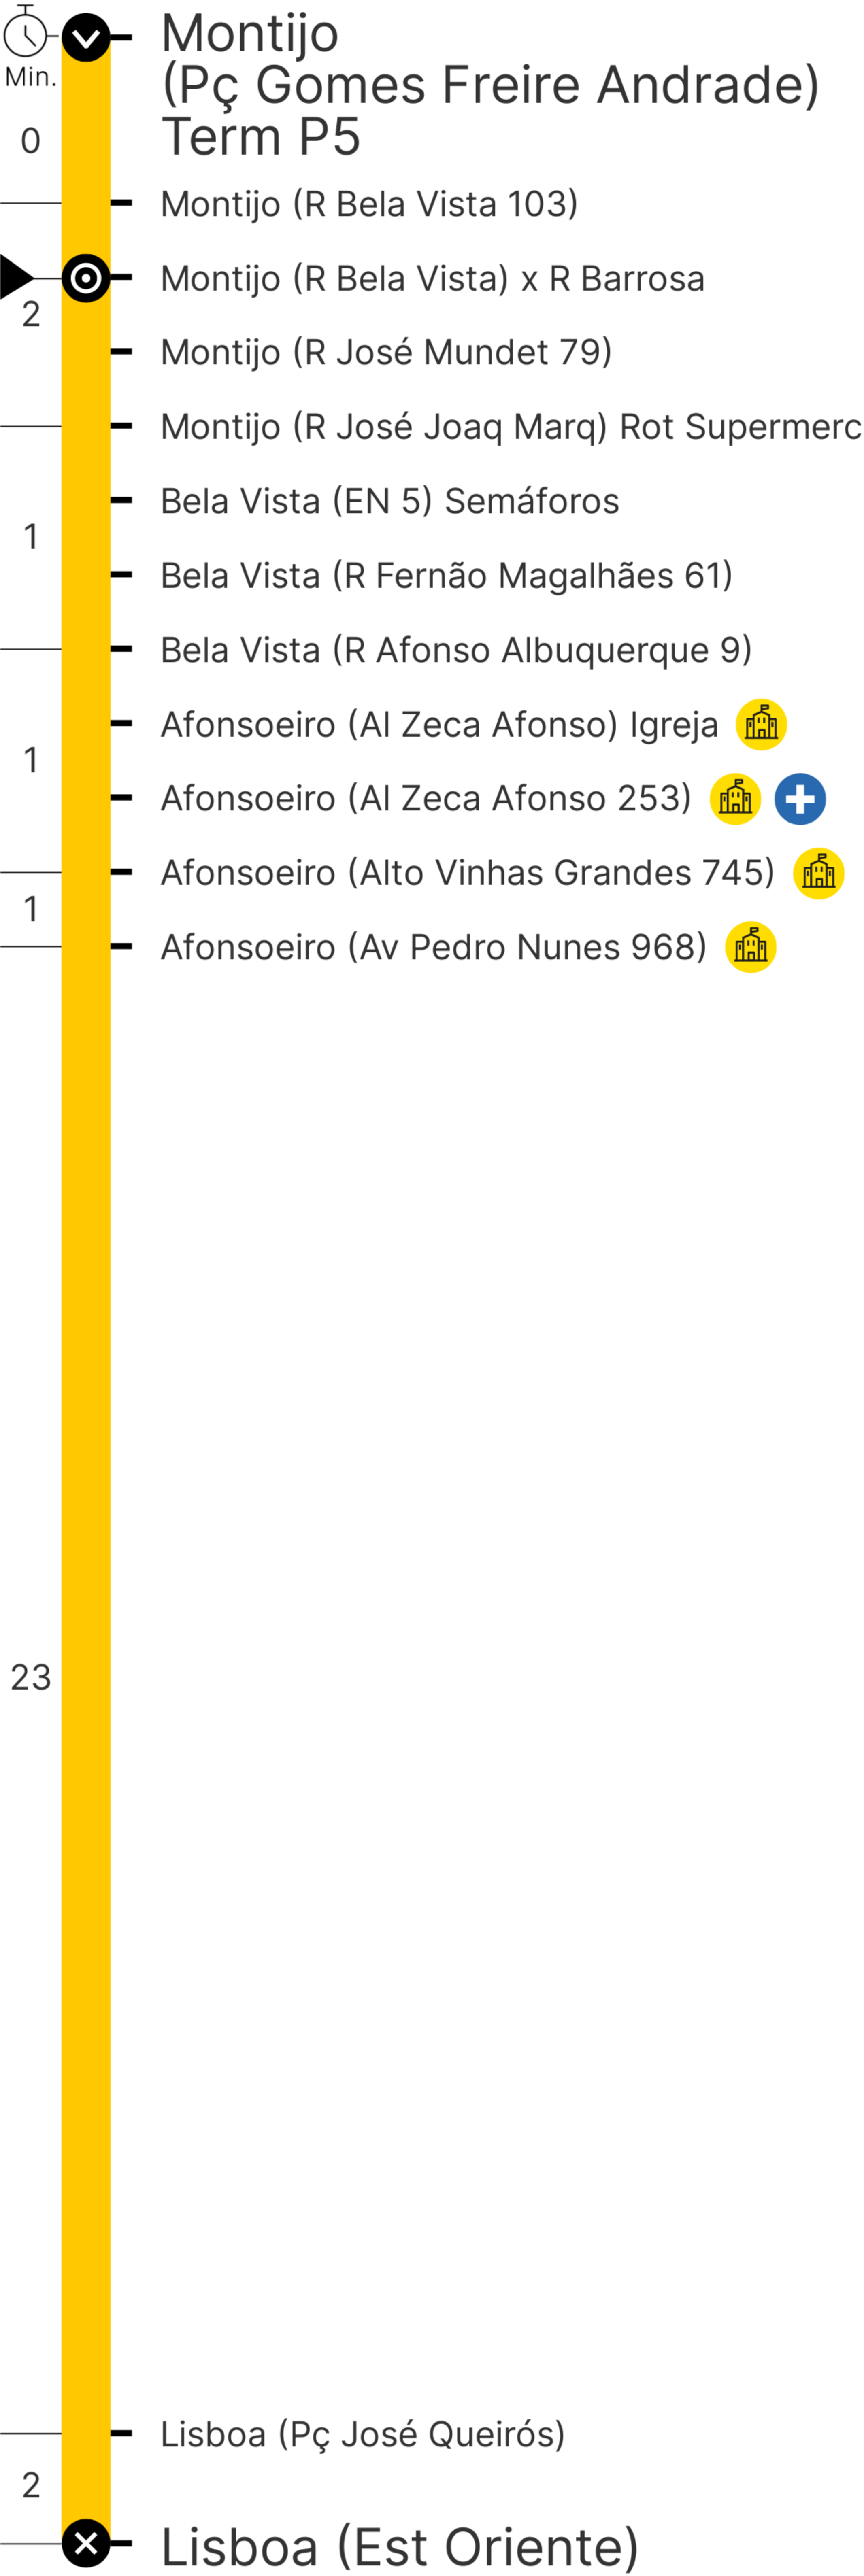 Montijo
Min.
(Pç Gomes Freire Andrade)
0
Term P5
Montijo (R Bela Vista 103)
Montijo (R Bela Vista) x R Barrosa
2
Montijo (R José Mundet 79)
Montijo (R José Joaq Marq) Rot Supermerc
Bela Vista (EN 5) Semáforos
1
Bela Vista (R Fernão Magalhães 61)
Bela Vista (R Afonso Albuquerque 9)
Afonsoeiro (Al Zeca Afonso) Igreja
1
Afonsoeiro (Al Zeca Afonso 253)
Afonsoeiro (Alto Vinhas Grandes 745)
1
Afonsoeiro (Av Pedro Nunes 968)
23
Lisboa (Pç José Queirós)
2
Lisboa (Est Oriente)